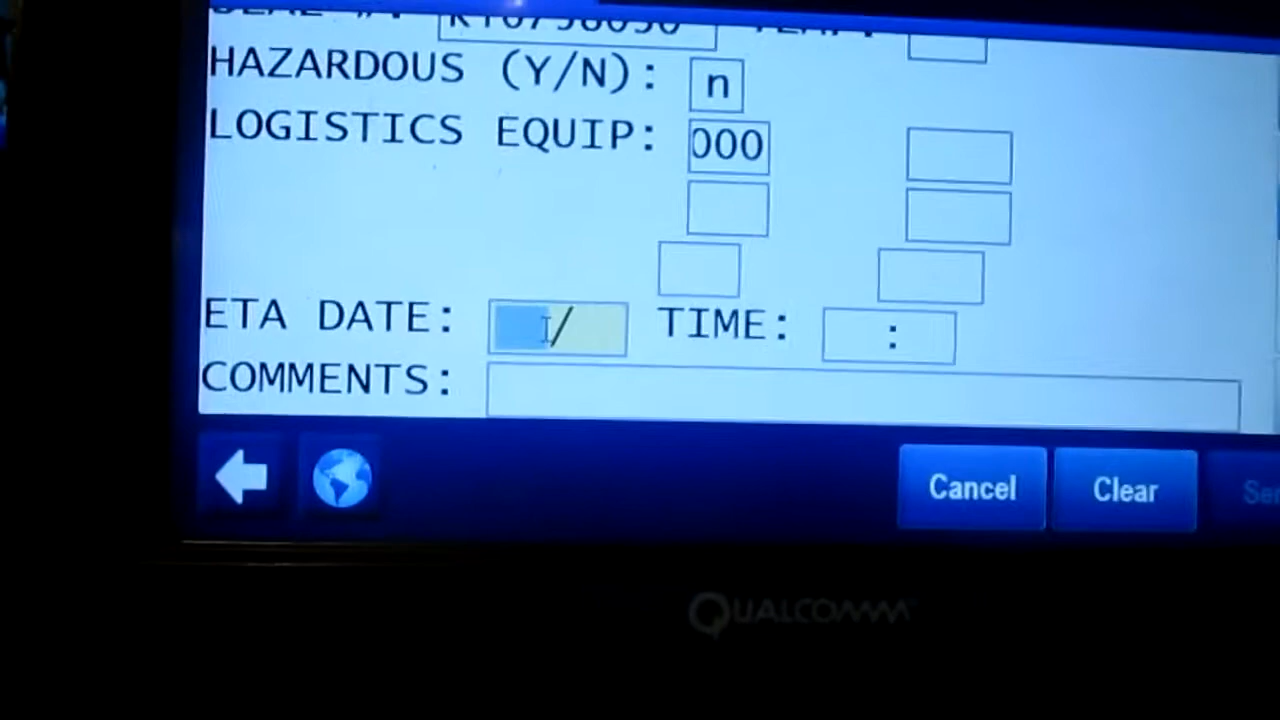 HAZARDOUS (Y/N): n
LOGISTICS EQUIP: 000
ETA DATE: / TIME: :
COMMENTS:
Cancel Clear
QUALCOMM